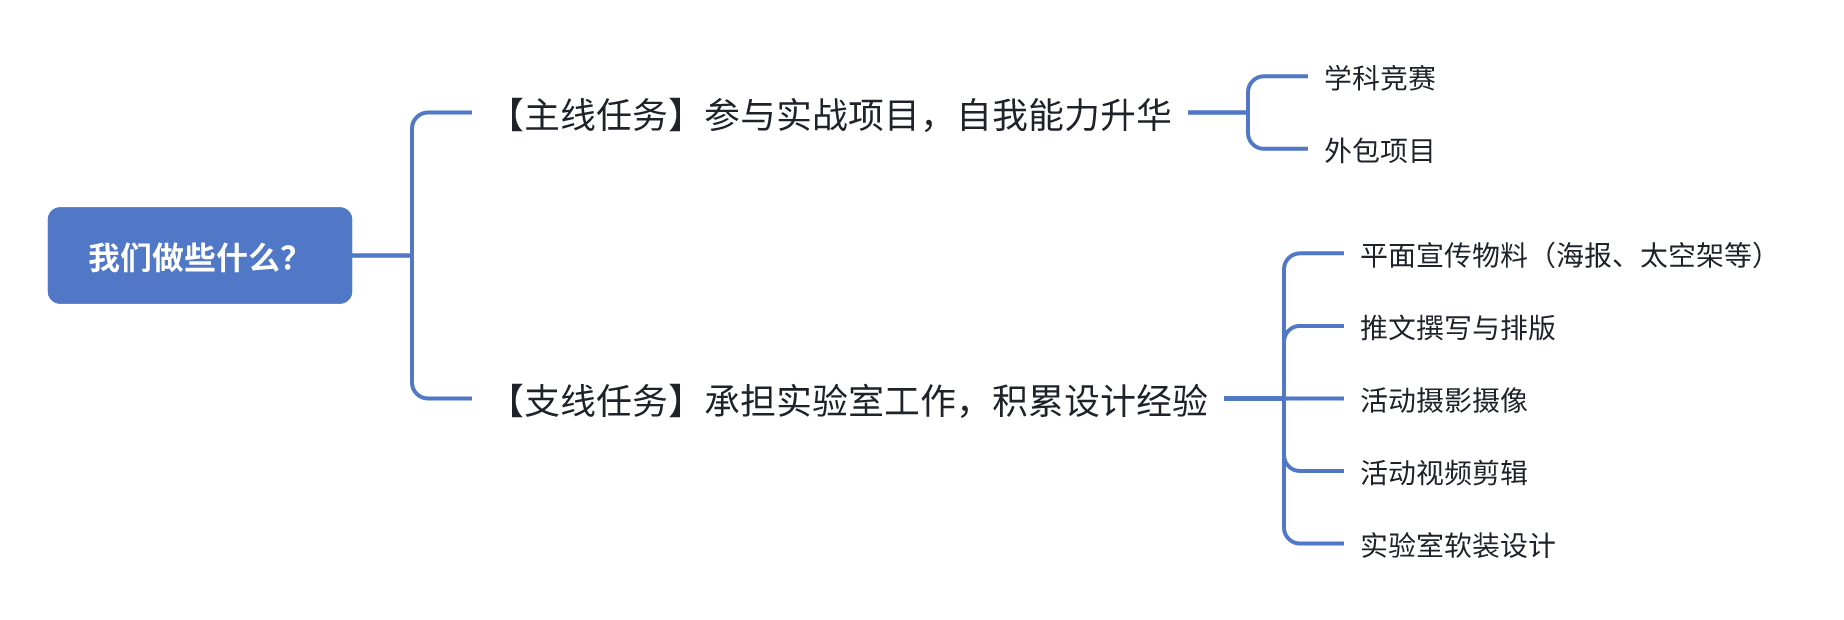 我们做些什么？
【主线任务】参与实战项目，自我能力升华
学科竞赛
外包项目
【支线任务】承担实验室工作，积累设计经验
平面宣传物料（海报、太空架等）
推文撰写与排版
活动摄影摄像
活动视频剪辑
实验室软装设计